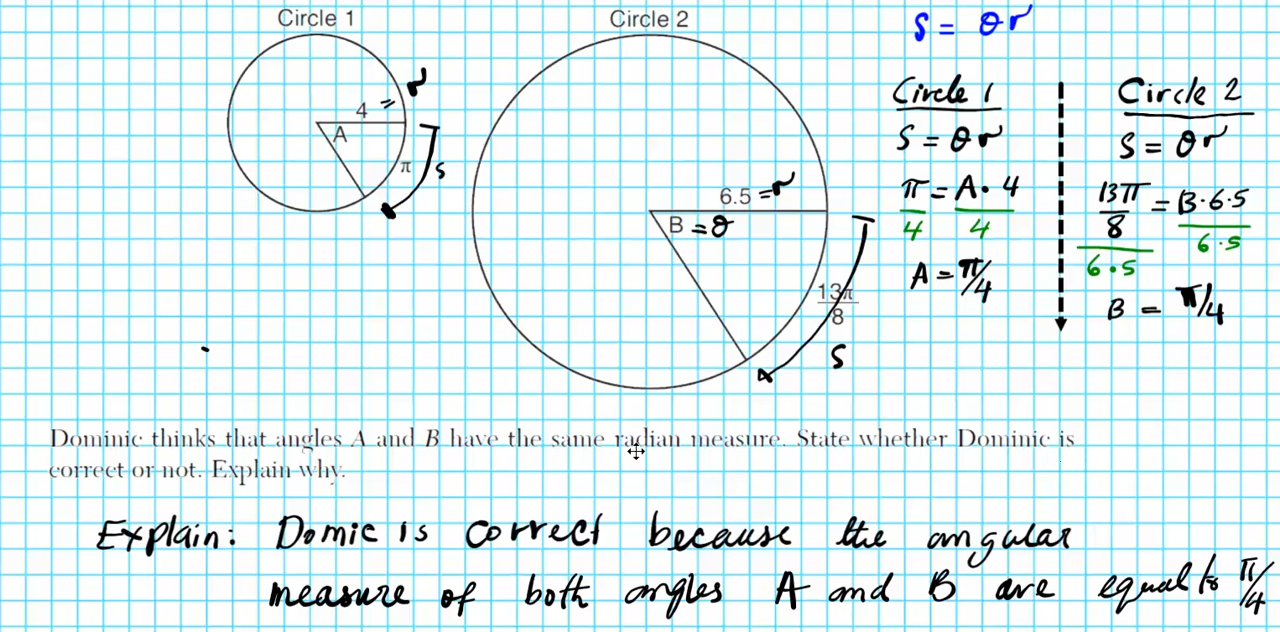 Circle 1
4 = r
A
π
s
Circle 2
6.5 = r
B = θ
13π
8
S
S = θr
Circle 1
S = θr
π = A · 4
4 4
A = π/4
Circle 2
S = θr
13π = B·6.5
8 6.5
6.5
B = π/4
Dominic thinks that angles A and B have the same radian measure. State whether Dominic is
correct or not. Explain why.
Explain: Domic is correct because the angular
measure of both angles A and B are equal to π/4